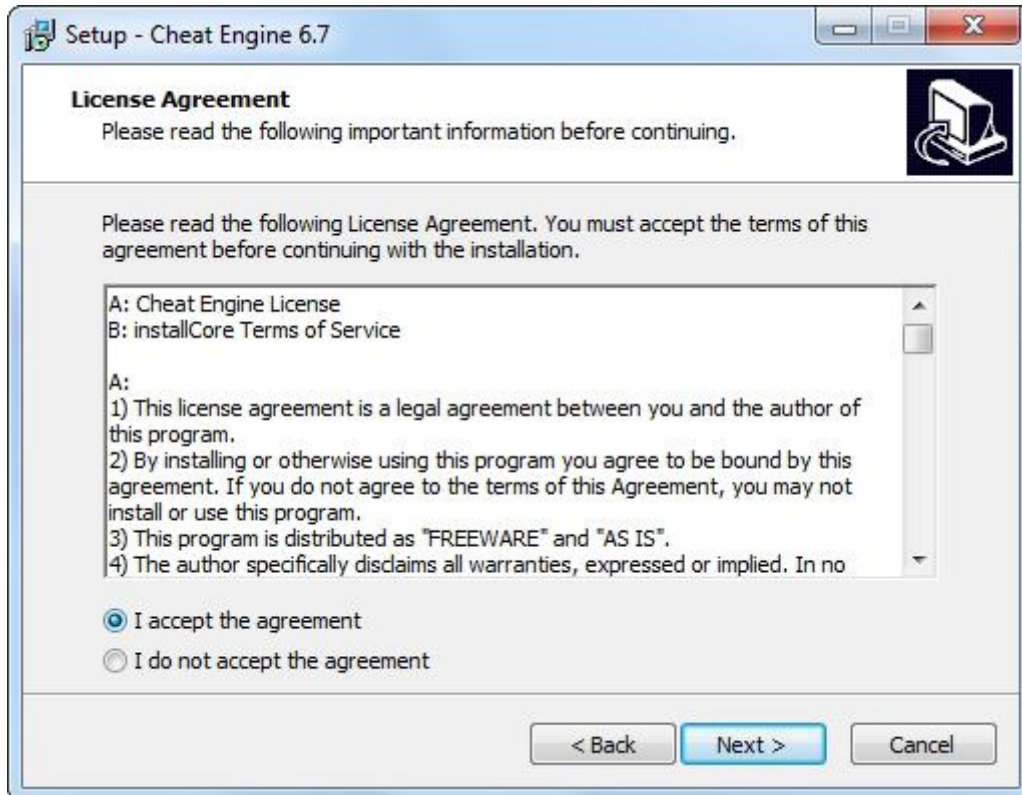 Setup - Cheat Engine 6.7
License Agreement
Please read the following important information before continuing.
Please read the following License Agreement. You must accept the terms of this
agreement before continuing with the installation.
A: Cheat Engine License
B: installCore Terms of Service
A:
1) This license agreement is a legal agreement between you and the author of
this program.
2) By installing or otherwise using this program you agree to be bound by this
agreement. If you do not agree to the terms of this Agreement, you may not
install or use this program.
3) This program is distributed as "FREEWARE" and "AS IS".
4) The author specifically disclaims all warranties, expressed or implied. In no
I accept the agreement
I do not accept the agreement
< Back Next > Cancel